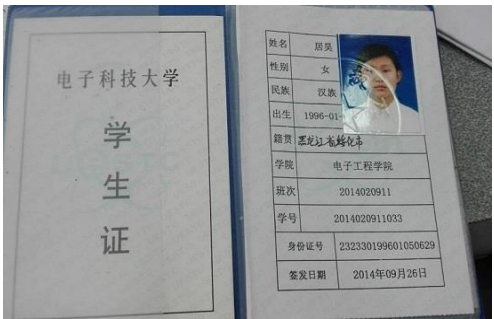 电子科技大学
学
生
证
姓名 居昊
性别 女
民族 汉族
出生 1996-01-
籍贯 黑龙江省绥化市
学院 电子工程学院
班次 2014020911
学号 2014020911033
身份证号 232330199601050629
签发日期 2014年09月26日